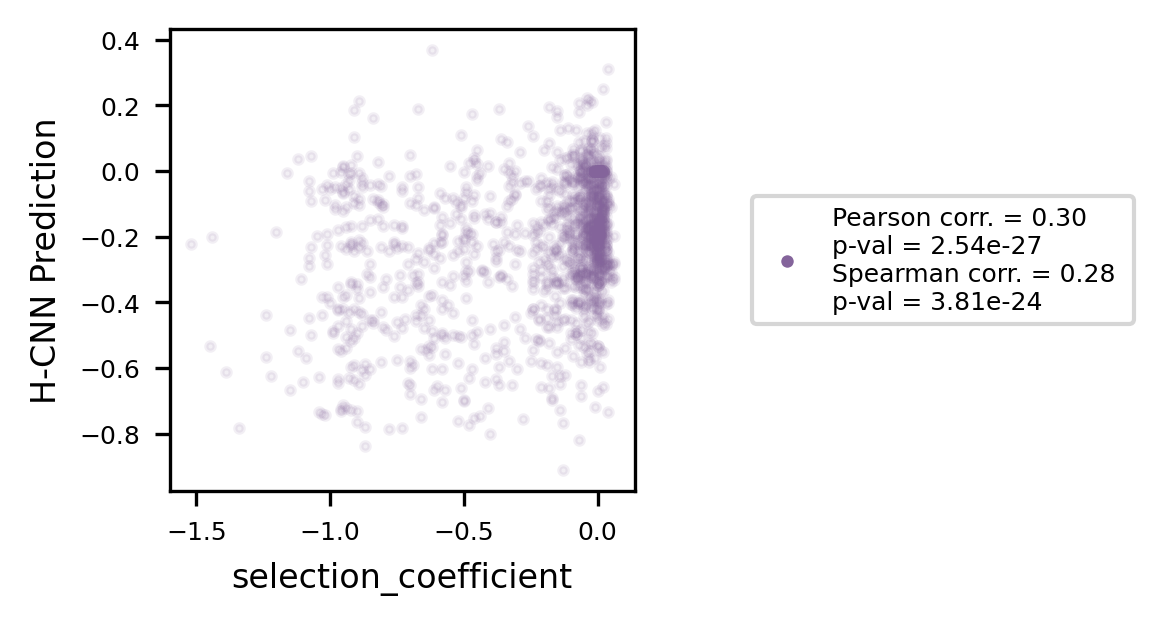 0.4
0.2
0.0
−0.2
−0.4
−0.6
−0.8
H-CNN Prediction
−1.5
−1.0
−0.5
0.0
selection_coefficient
Pearson corr. = 0.30
p-val = 2.54e-27
Spearman corr. = 0.28
p-val = 3.81e-24